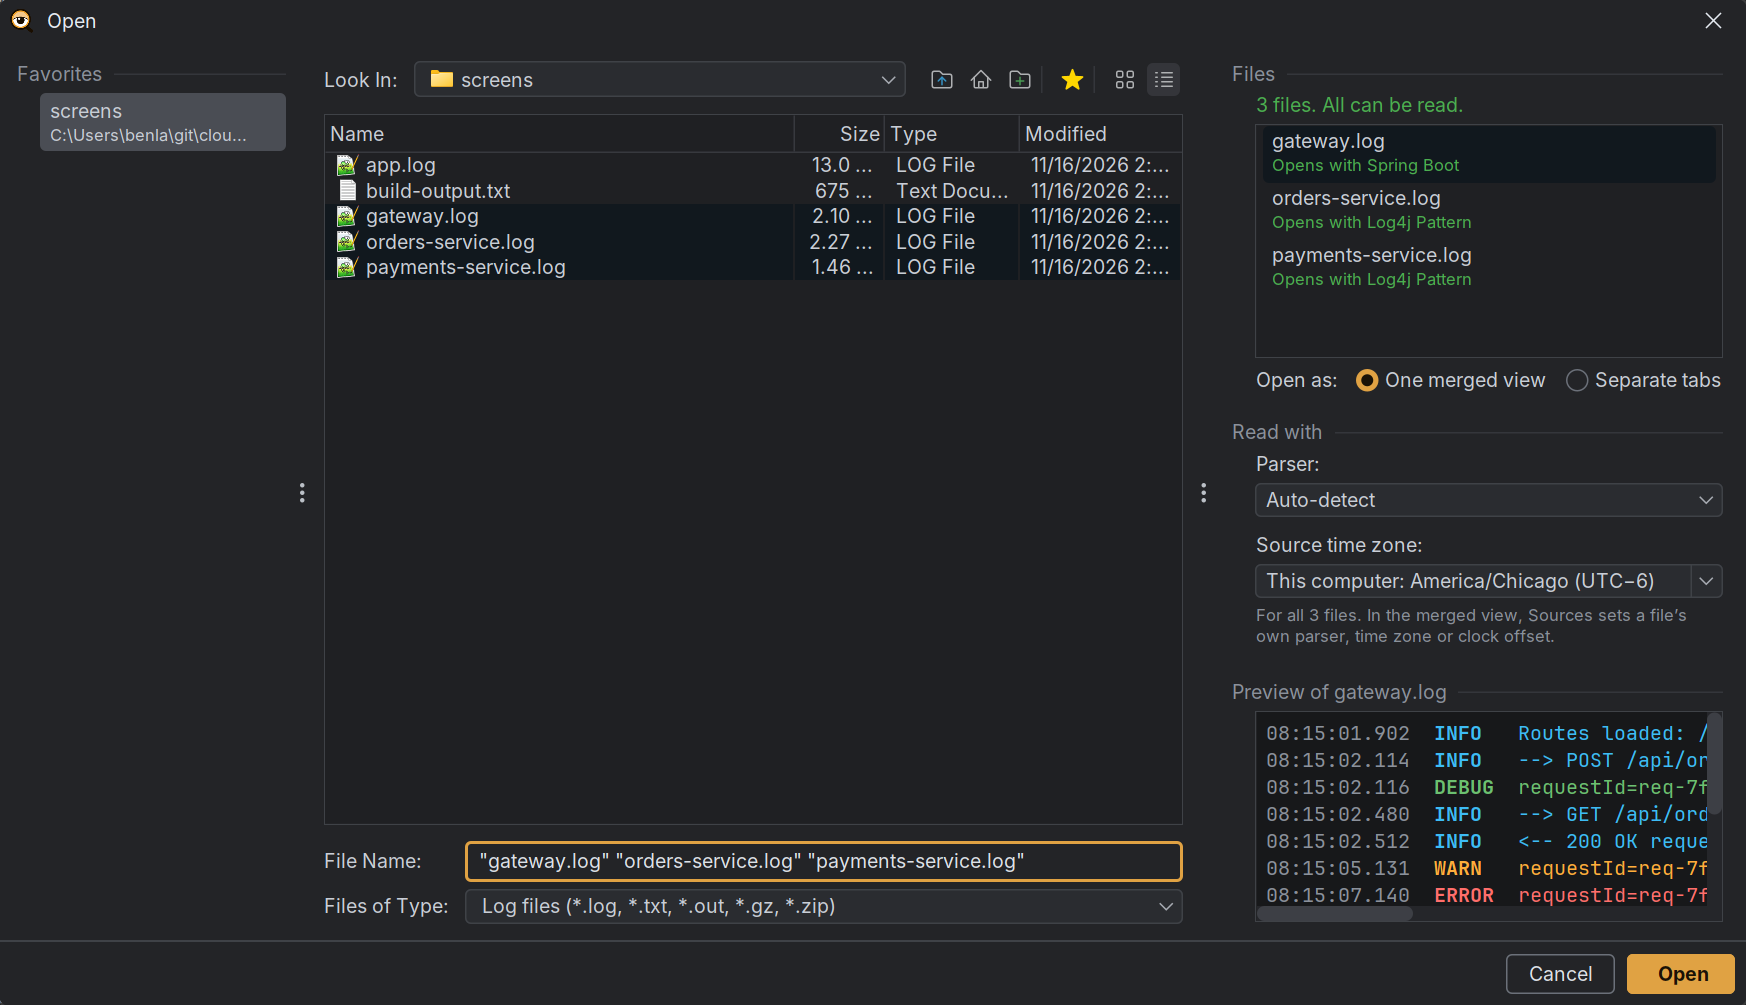 Open
Favorites
screens
C:\Users\benla\git\clou...
Look In:
screens
Name Size Type Modified
app.log 13.0 ... LOG File 11/16/2026 2:...
build-output.txt 675 ... Text Docu... 11/16/2026 2:...
gateway.log 2.10 ... LOG File 11/16/2026 2:...
orders-service.log 2.27 ... LOG File 11/16/2026 2:...
payments-service.log 1.46 ... LOG File 11/16/2026 2:...
File Name: "gateway.log" "orders-service.log" "payments-service.log"
Files of Type: Log files (*.log, *.txt, *.out, *.gz, *.zip)
Files
3 files. All can be read.
gateway.log
Opens with Spring Boot
orders-service.log
Opens with Log4j Pattern
payments-service.log
Opens with Log4j Pattern
Open as: One merged view Separate tabs
Read with
Parser:
Auto-detect
Source time zone:
This computer: America/Chicago (UTC−6)
For all 3 files. In the merged view, Sources sets a file’s
own parser, time zone or clock offset.
Preview of gateway.log
08:15:01.902 INFO Routes loaded: /
08:15:02.114 INFO --> POST /api/or
08:15:02.116 DEBUG requestId=req-7f
08:15:02.480 INFO --> GET /api/ord
08:15:02.512 INFO <-- 200 OK reque
08:15:05.131 WARN requestId=req-7f
08:15:07.140 ERROR requestId=req-7f
Cancel Open